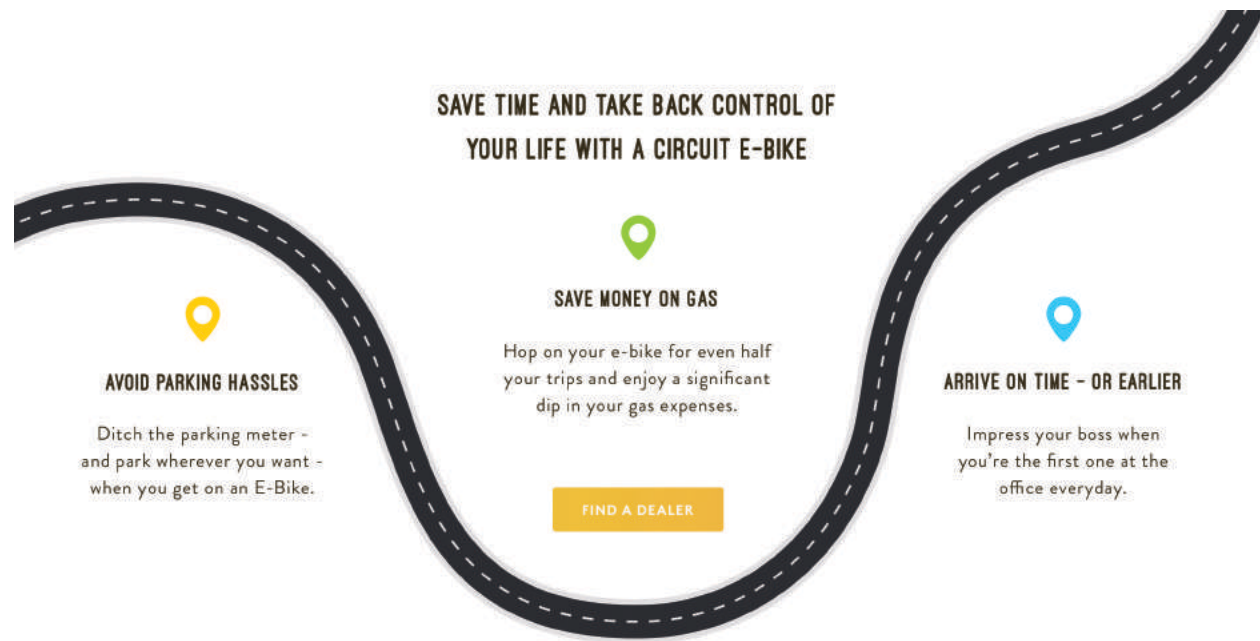 SAVE TIME AND TAKE BACK CONTROL OF
YOUR LIFE WITH A CIRCUIT E-BIKE
AVOID PARKING HASSLES
Ditch the parking meter -
and park wherever you want -
when you get on an E-Bike.
SAVE MONEY ON GAS
Hop on your e-bike for even half
your trips and enjoy a significant
dip in your gas expenses.
FIND A DEALER
ARRIVE ON TIME - OR EARLIER
Impress your boss when
you're the first one at the
office everyday.